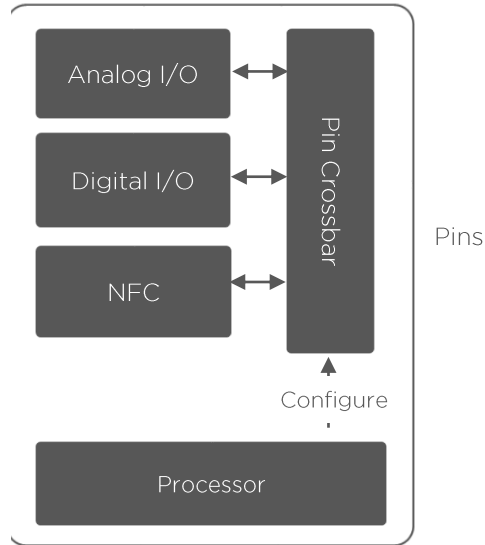 Analog I/O
Digital I/O
NFC
Pin Crossbar
Pins
Configure
Processor